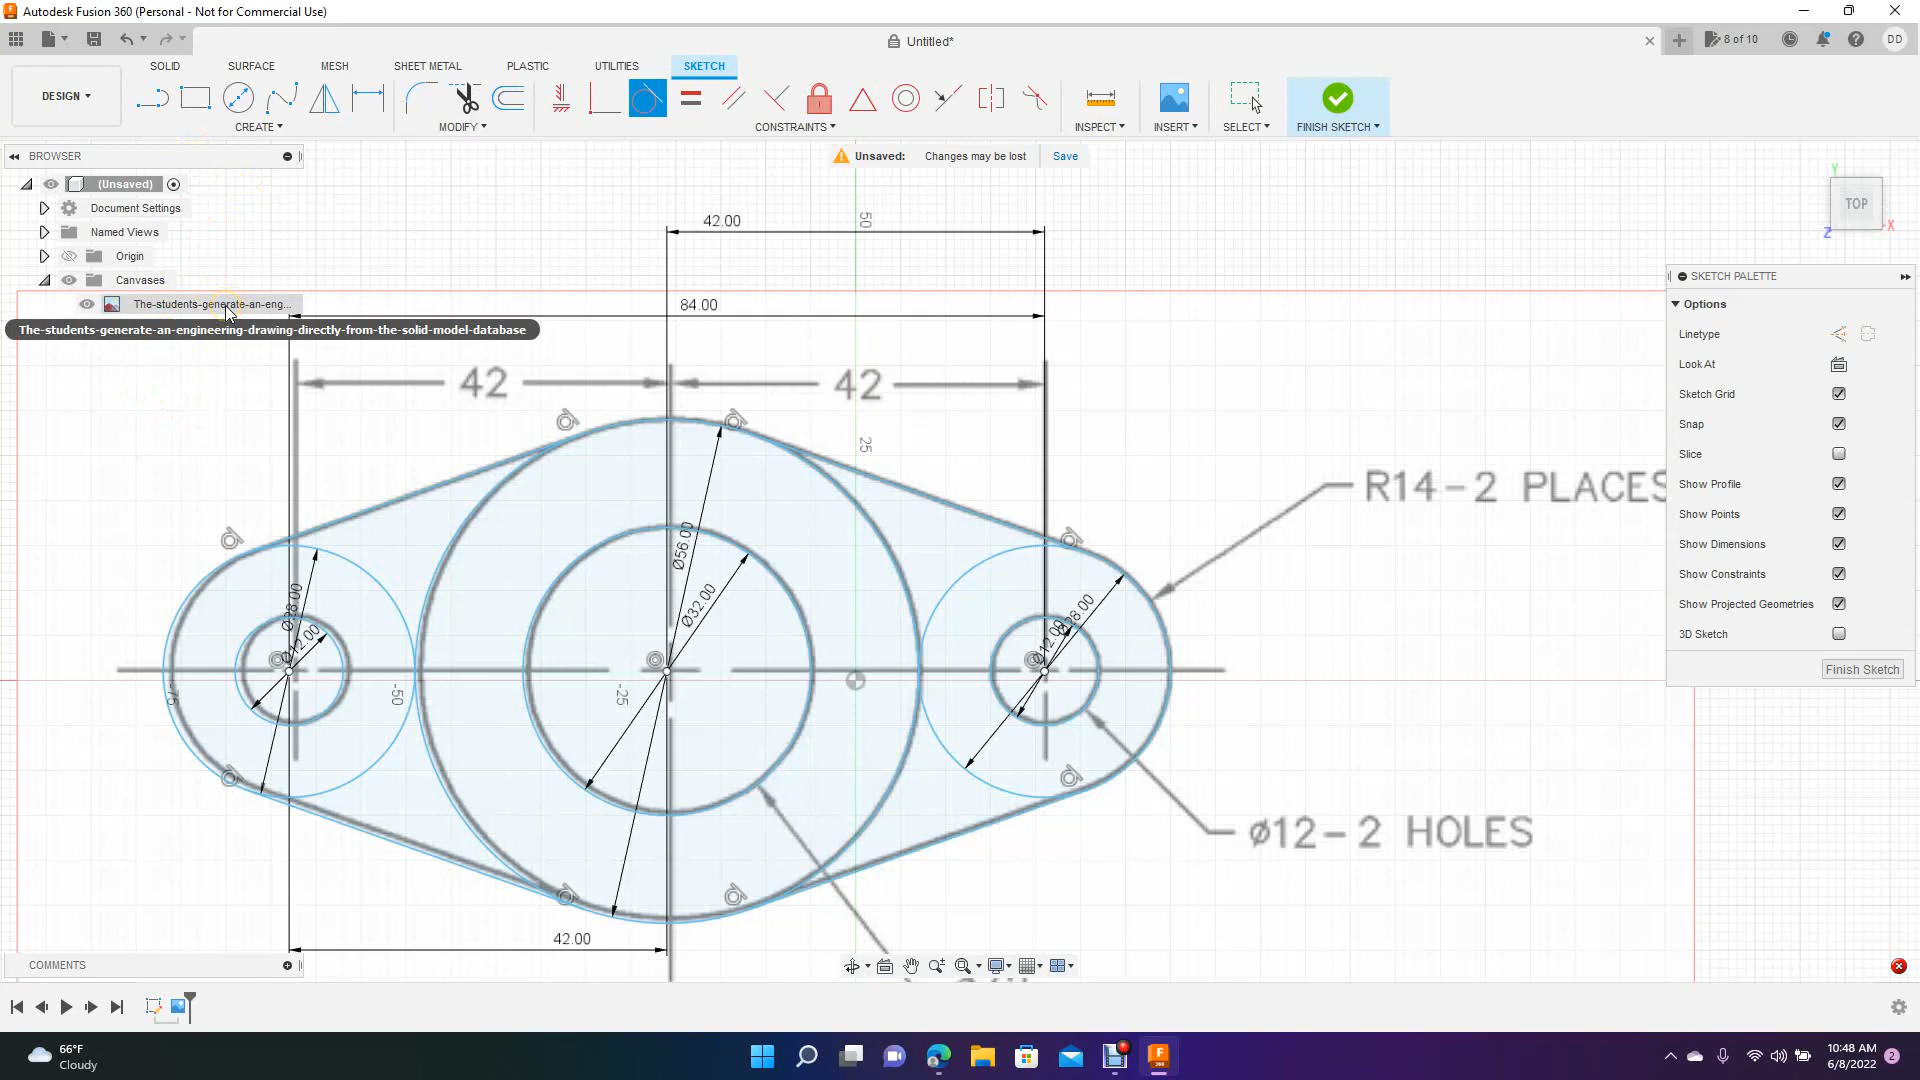 Autodesk Fusion 360 (Personal - Not for Commercial Use)
Untitled*
8 of 10
DD
DESIGN
SOLID
SURFACE
MESH
SHEET METAL
PLASTIC
UTILITIES
SKETCH
CREATE
MODIFY
CONSTRAINTS
INSPECT
INSERT
SELECT
FINISH SKETCH
BROWSER
(Unsaved)
Document Settings
Named Views
Origin
Canvases
The-students-generate-an-eng...
The-students-generate-an-engineering-drawing-directly-from-the-solid-model-database
Unsaved: Changes may be lost Save
TOP
Y
X
Z
42.00
50
84.00
42
42
25
R14-2 PLACES
Ø56.00
Ø32.00
Ø28.00
Ø12.00
Ø28.00
Ø12.00
-75
-50
-25
Ø12-2 HOLES
42.00
SKETCH PALETTE
Options
Linetype
Look At
Sketch Grid
Snap
Slice
Show Profile
Show Points
Show Dimensions
Show Constraints
Show Projected Geometries
3D Sketch
Finish Sketch
COMMENTS
66°F
Cloudy
10:48 AM
6/8/2022
2